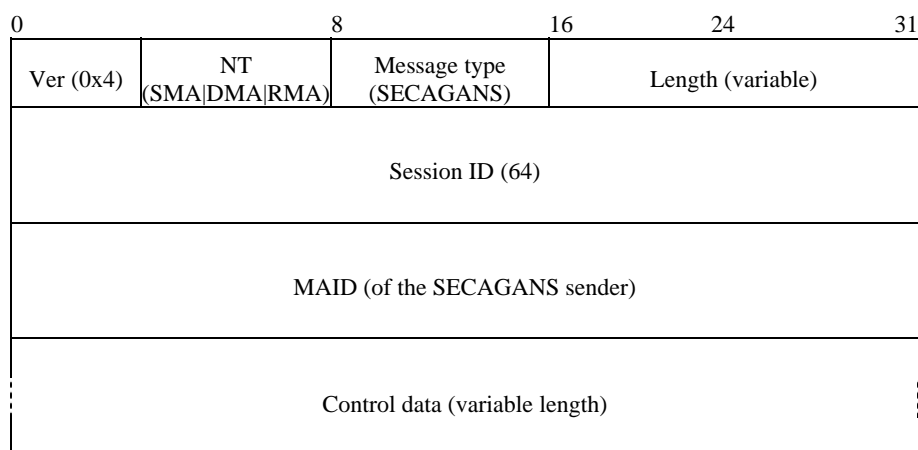 0 8 16 24 31
Ver (0x4) NT (SMA|DMA|RMA) Message type (SECAGANS) Length (variable)
Session ID (64)
MAID (of the SECAGANS sender)
Control data (variable length)